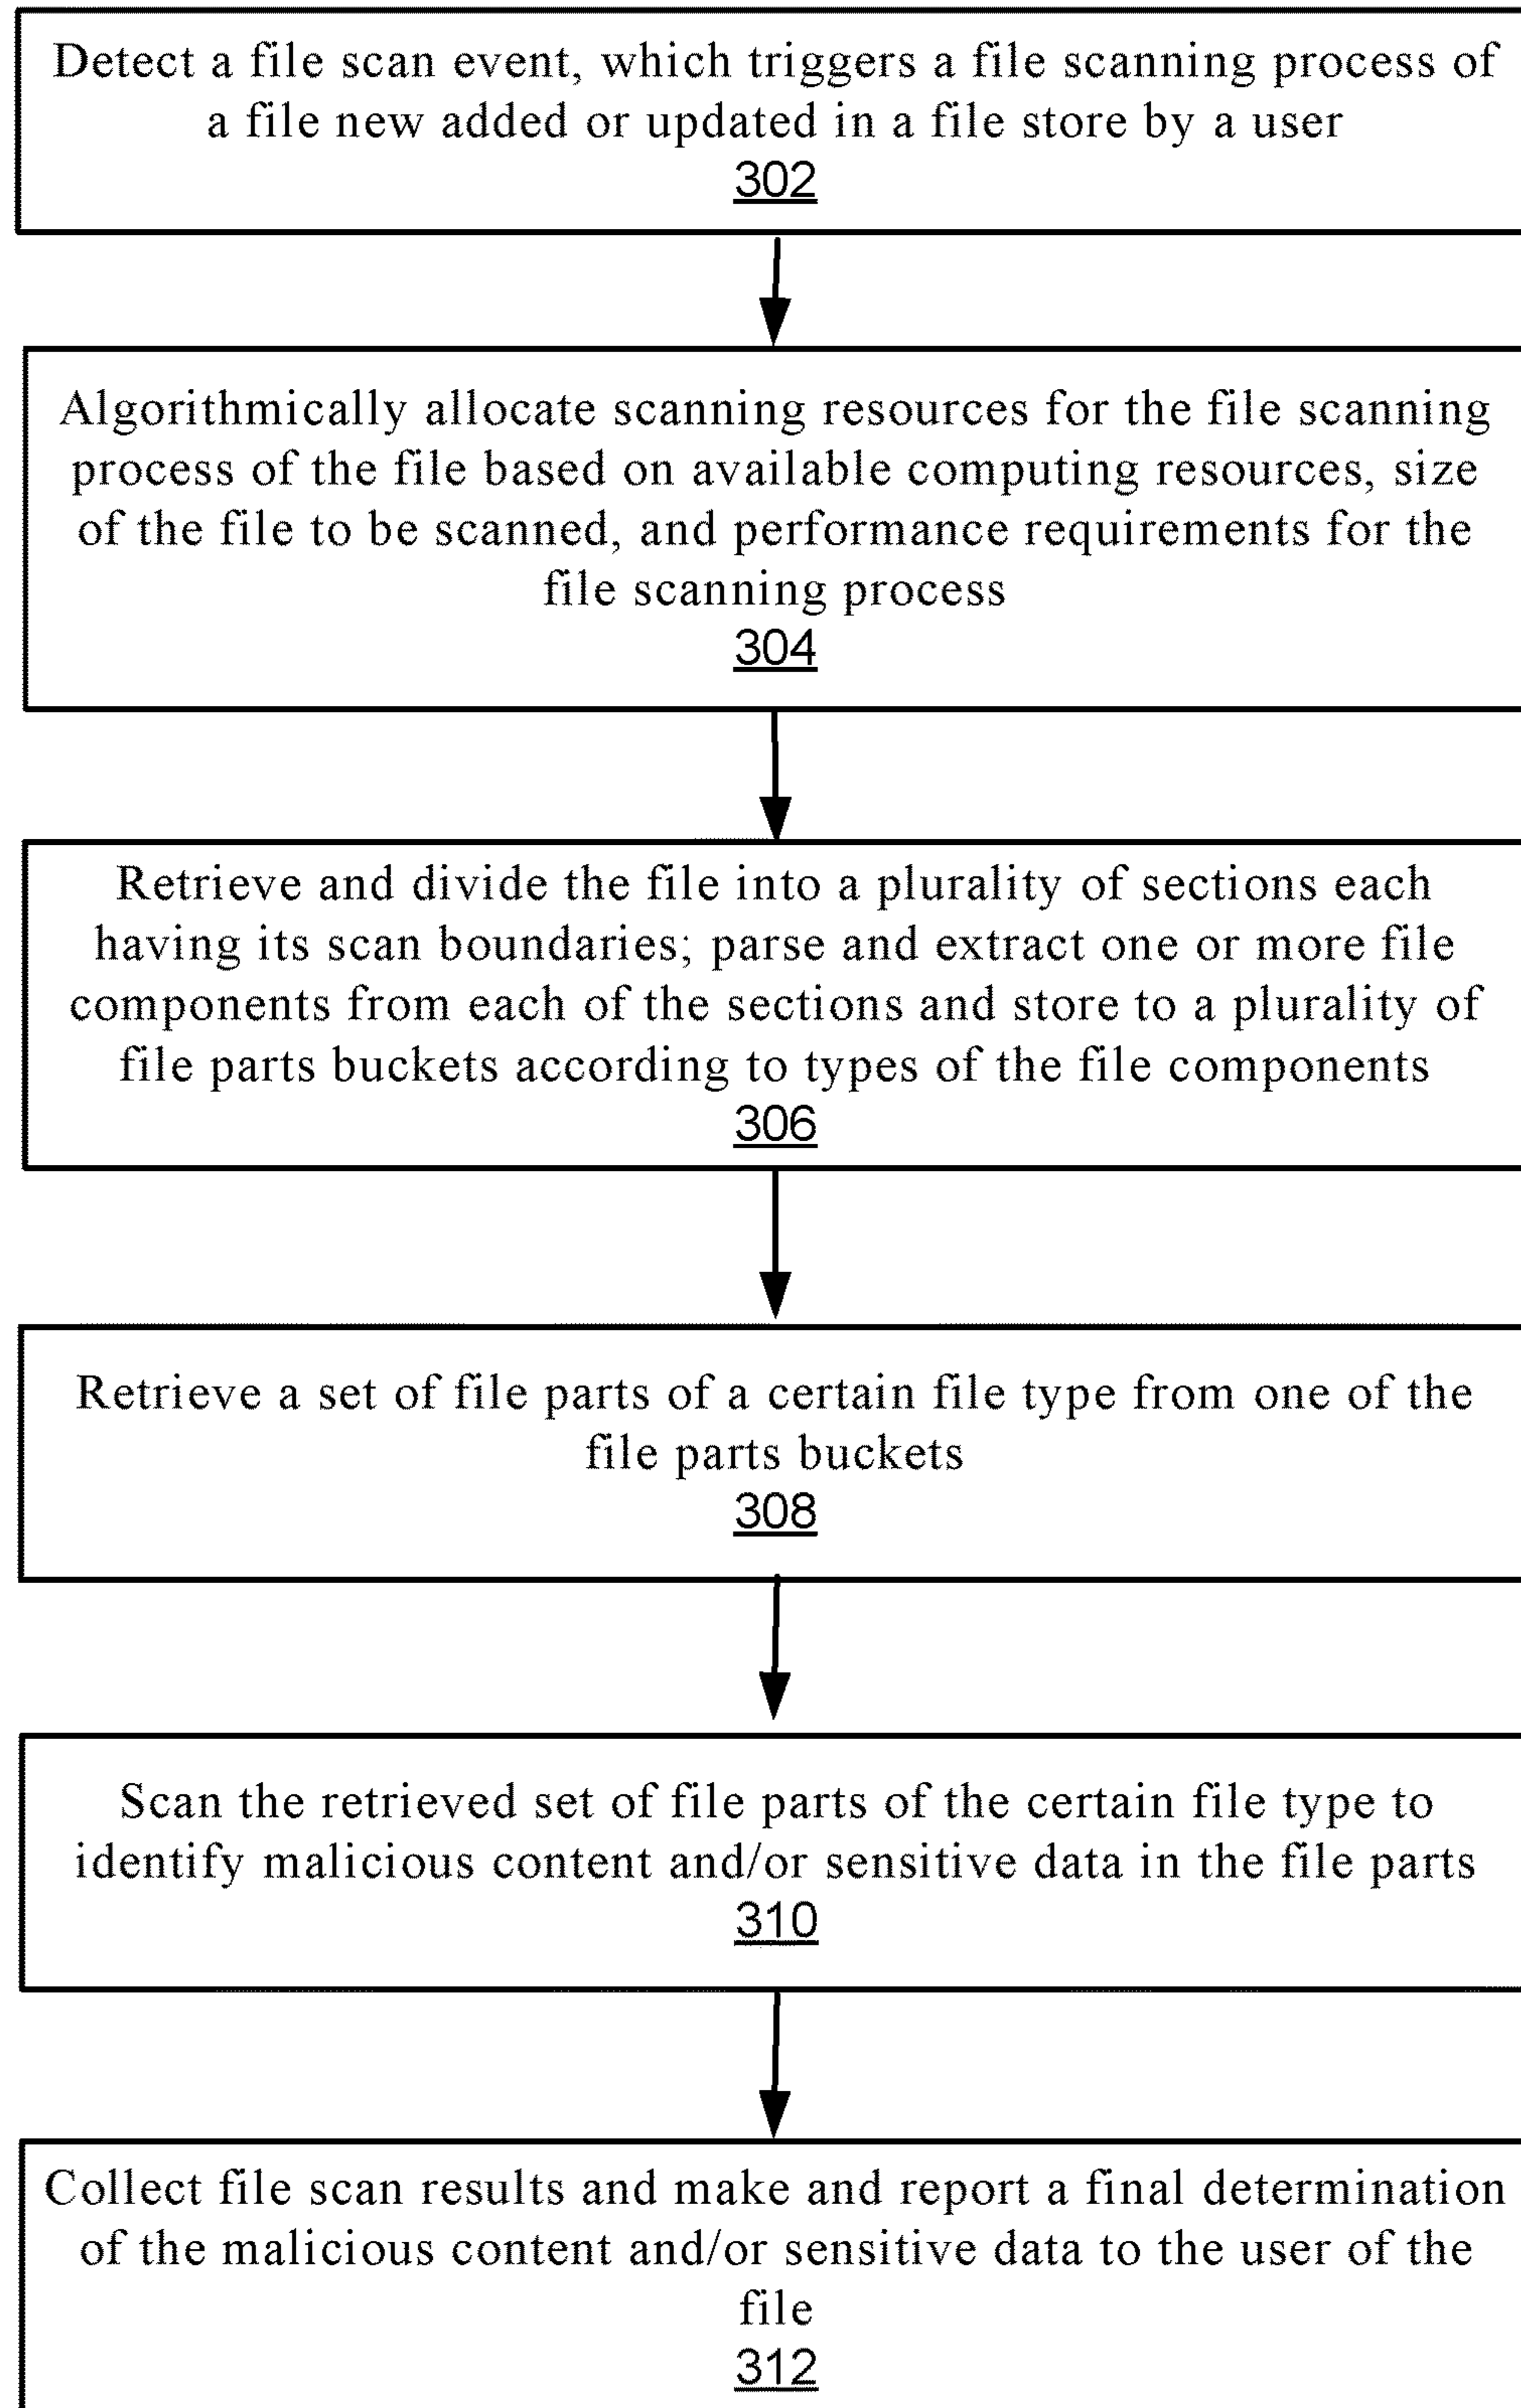 Detect a file scan event, which triggers a file scanning process of
a file new added or updated in a file store by a user
302
Algorithmically allocate scanning resources for the file scanning
process of the file based on available computing resources, size
of the file to be scanned, and performance requirements for the
file scanning process
304
Retrieve and divide the file into a plurality of sections each
having its scan boundaries; parse and extract one or more file
components from each of the sections and store to a plurality of
file parts buckets according to types of the file components
306
Retrieve a set of file parts of a certain file type from one of the
file parts buckets
308
Scan the retrieved set of file parts of the certain file type to
identify malicious content and/or sensitive data in the file parts
310
Collect file scan results and make and report a final determination
of the malicious content and/or sensitive data to the user of the
file
312